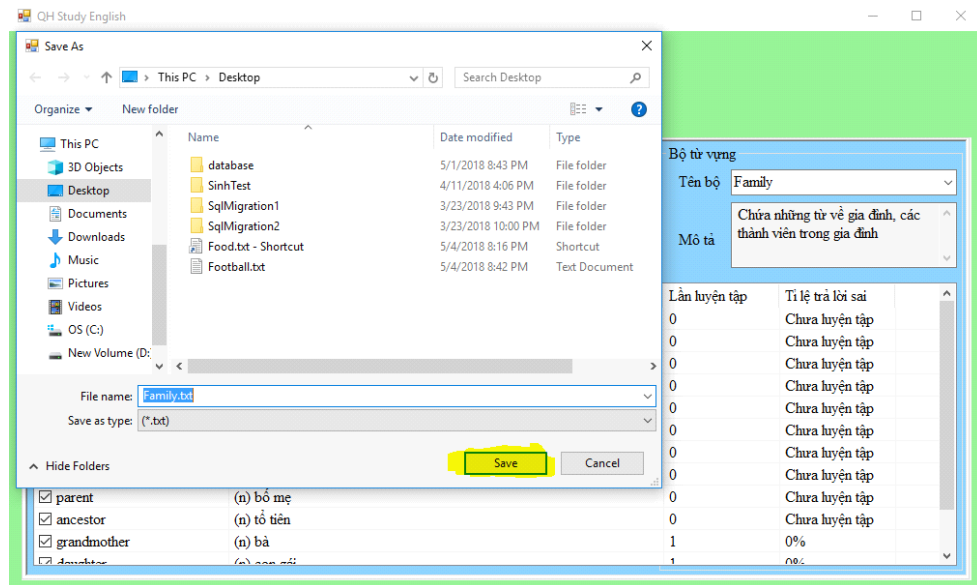 QH Study English
Save As
This PC > Desktop
Search Desktop
Organize
New folder
This PC
3D Objects
Desktop
Documents
Downloads
Music
Pictures
Videos
OS (C:)
New Volume (D:
Name Date modified Type
database 5/1/2018 8:43 PM File folder
SinhTest 4/11/2018 4:06 PM File folder
SqlMigration1 3/23/2018 9:43 PM File folder
SqlMigration2 3/23/2018 10:00 PM File folder
Food.txt - Shortcut 5/4/2018 8:16 PM Shortcut
Football.txt 5/4/2018 8:42 PM Text Document
File name: Family.txt
Save as type: (*.txt)
Hide Folders
Save
Cancel
Bộ từ vựng
Tên bộ Family
Mô tả
Chứa những từ về gia đình, các
thành viên trong gia đình
Lần luyện tập Tỉ lệ trả lời sai
0 Chưa luyện tập
0 Chưa luyện tập
0 Chưa luyện tập
0 Chưa luyện tập
0 Chưa luyện tập
0 Chưa luyện tập
0 Chưa luyện tập
0 Chưa luyện tập
parent (n) bố mẹ 0 Chưa luyện tập
ancestor (n) tổ tiên 0 Chưa luyện tập
grandmother (n) bà 1 0%
daughter (n) con gái 1 0%